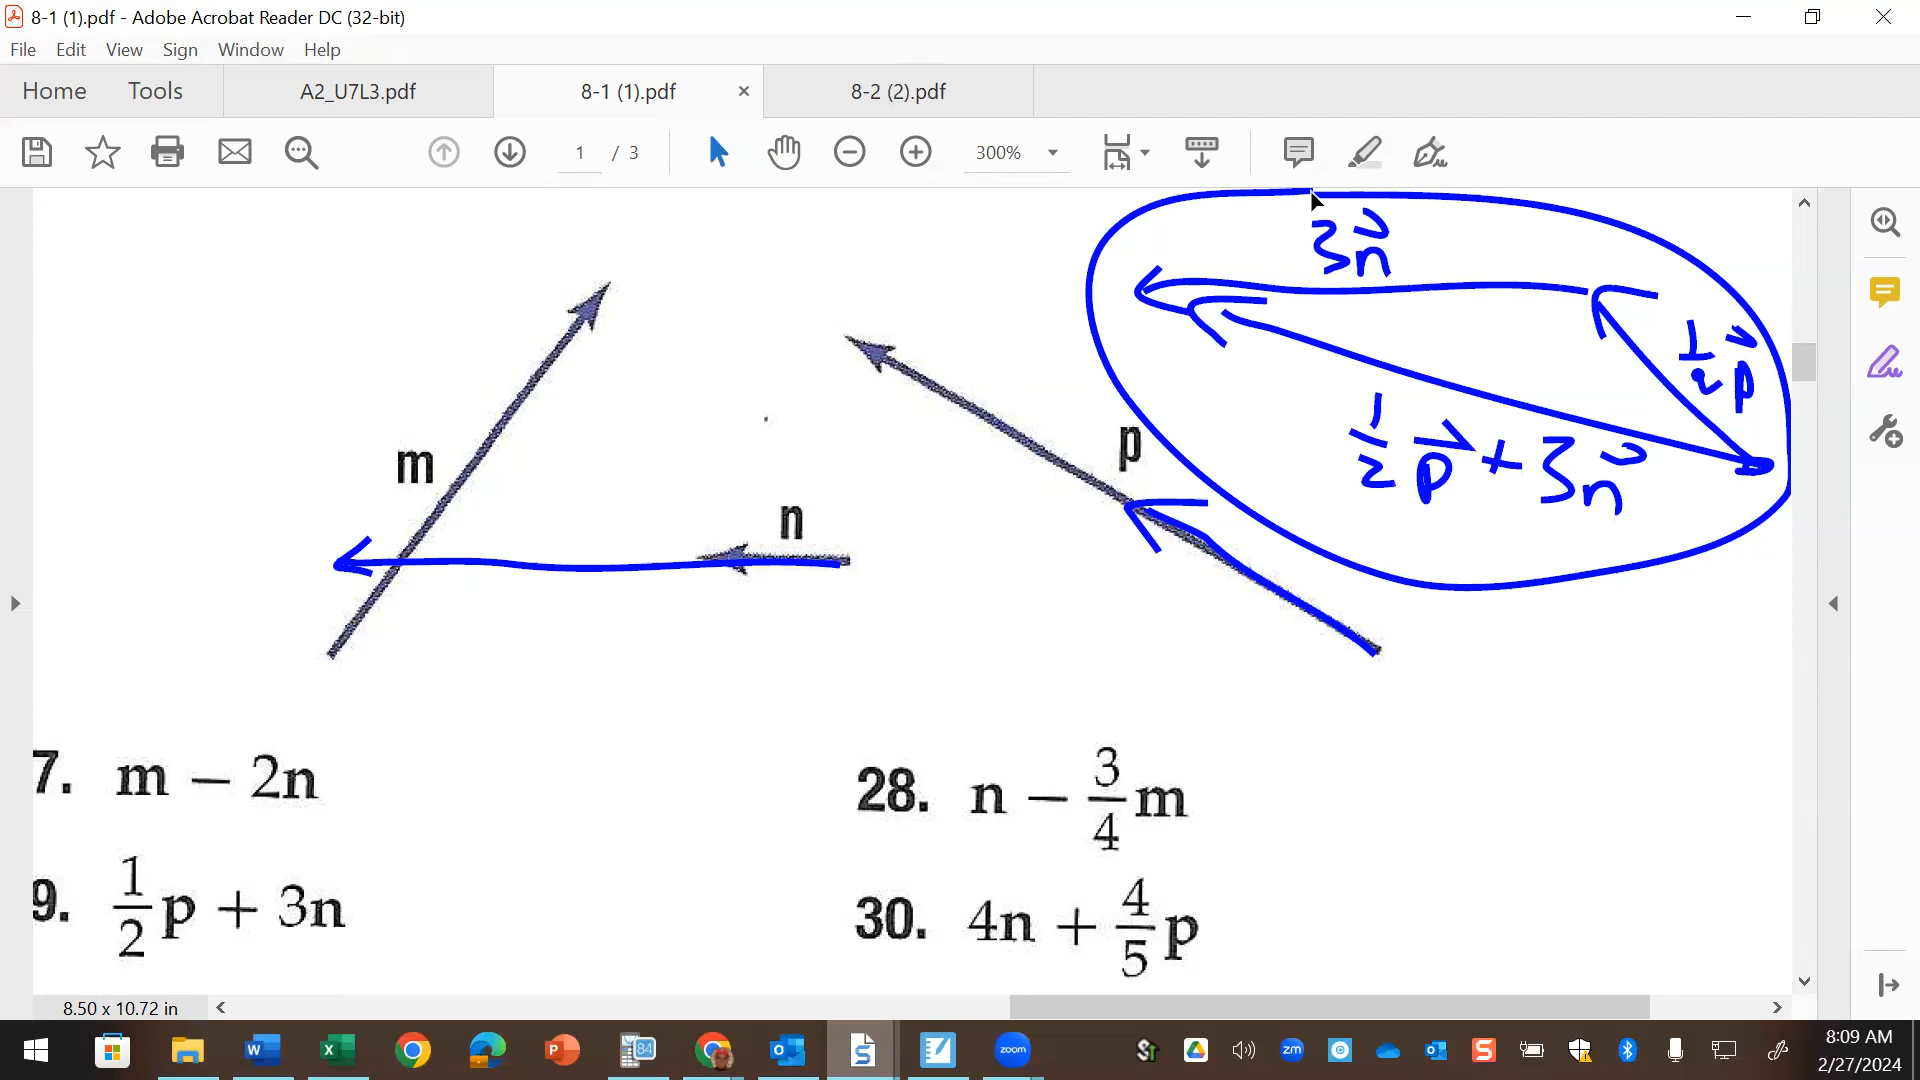 8-1 (1).pdf - Adobe Acrobat Reader DC (32-bit)
File Edit View Sign Window Help
Home Tools A2_U7L3.pdf 8-1 (1).pdf × 8-2 (2).pdf
1 / 3 300%
3n⃗
1/2 p⃗
m
p
1/2 p⃗ + 3n⃗
n
7. m − 2n 28. n − 3/4 m
9. 1/2 p + 3n 30. 4n + 4/5 p
8.50 x 10.72 in
84
zoom
zm
8:09 AM
2/27/2024